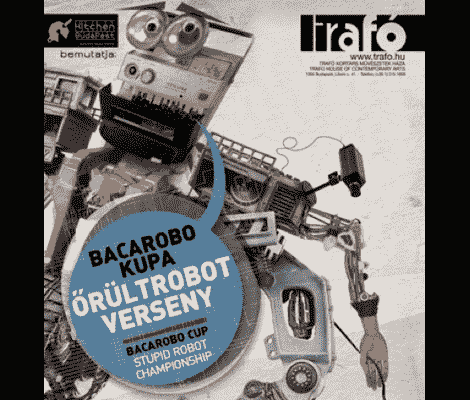 Kitchen
Budapest
bemutatja:
trafó
www.trafo.hu
TRAFÓ KORTÁRS MŰVÉSZETEK HÁZA
TRAFÓ HOUSE OF CONTEMPORARY ARTS
BACAROBO
KUPA
ŐRÜLTROBOT
VERSENY
BACAROBO CUP
STUPID ROBOT
CHAMPIONSHIP